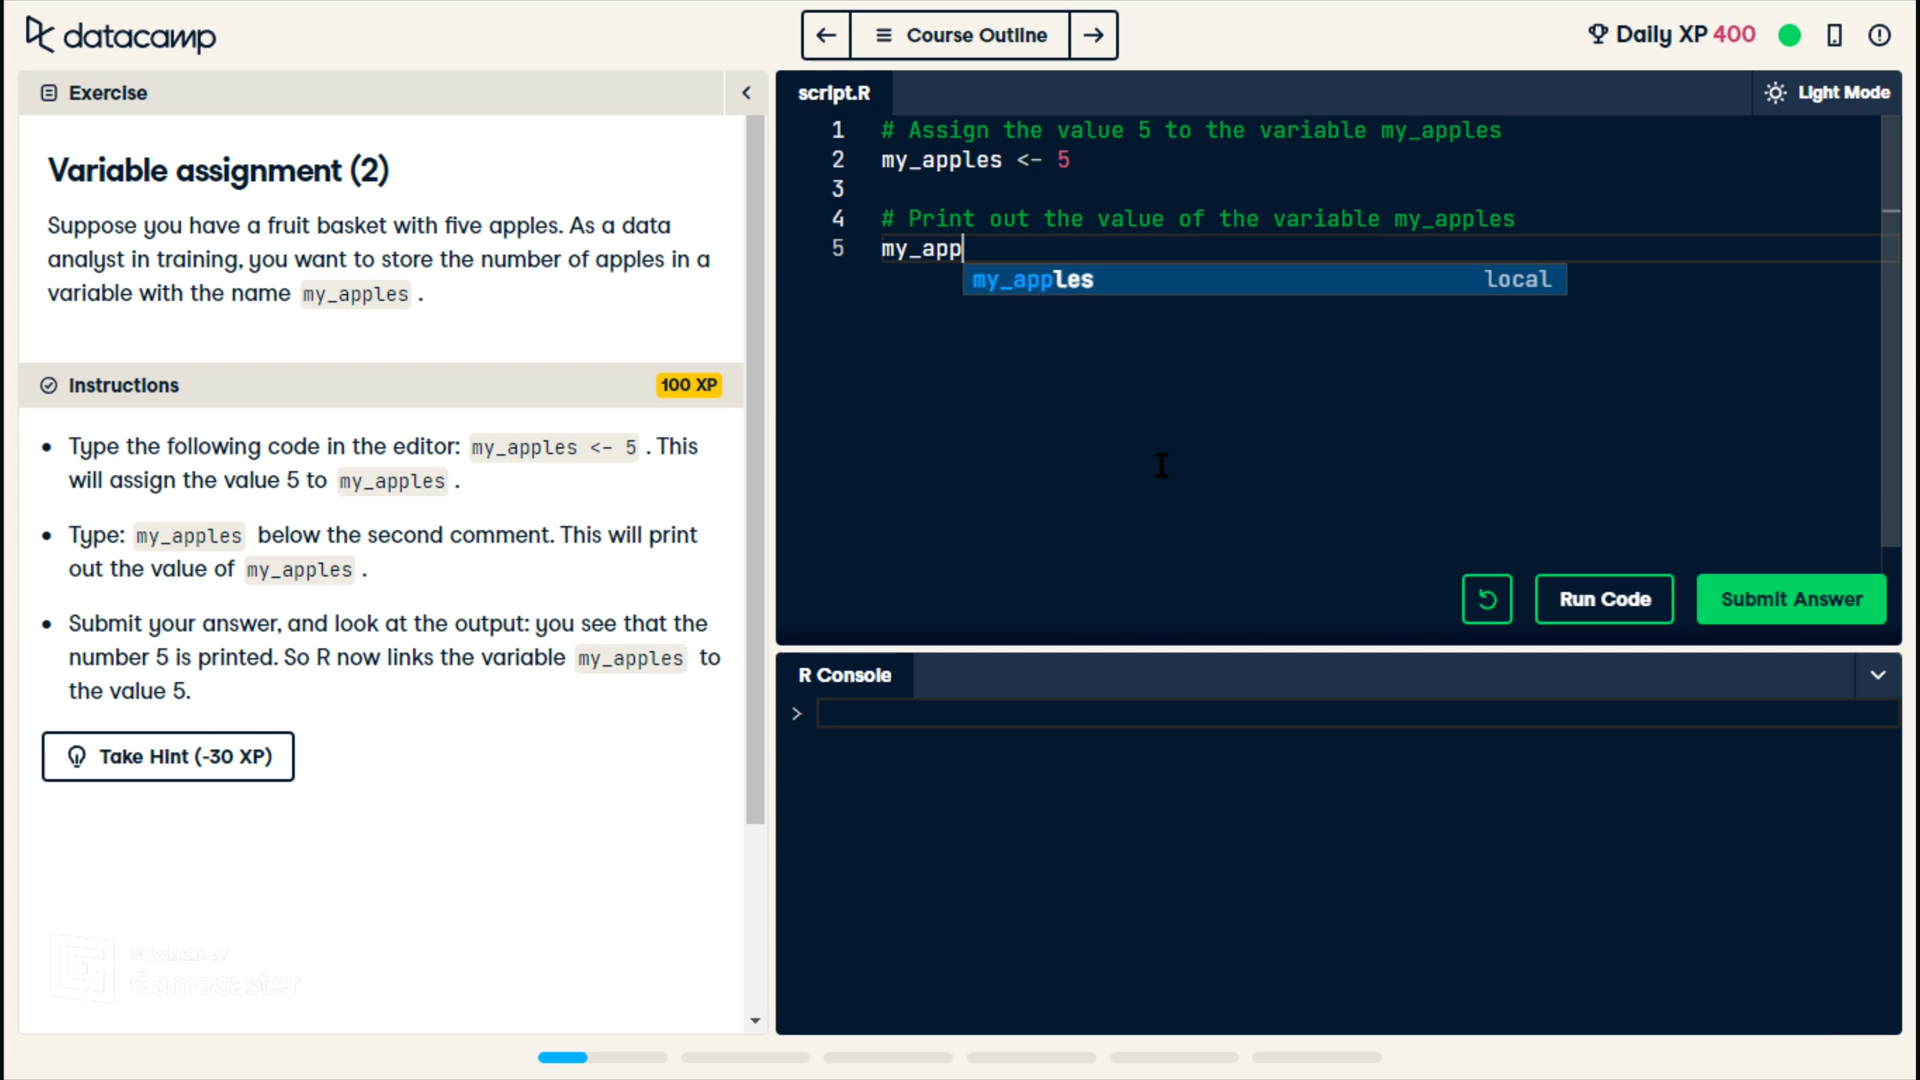 datacamp
Course Outline
Daily XP 400
Exercise
script.R
Light Mode
Variable assignment (2)
Suppose you have a fruit basket with five apples. As a data
analyst in training, you want to store the number of apples in a
variable with the name my_apples .
Instructions
100 XP
Type the following code in the editor: my_apples <- 5 . This
will assign the value 5 to my_apples .
Type: my_apples below the second comment. This will print
out the value of my_apples .
Submit your answer, and look at the output: you see that the
number 5 is printed. So R now links the variable my_apples to
the value 5.
Take Hint (-30 XP)
POWERED BY
Gamecaster
1 # Assign the value 5 to the variable my_apples
2 my_apples <- 5
3
4 # Print out the value of the variable my_apples
5 my_app
my_apples local
Run Code
Submit Answer
R Console
>